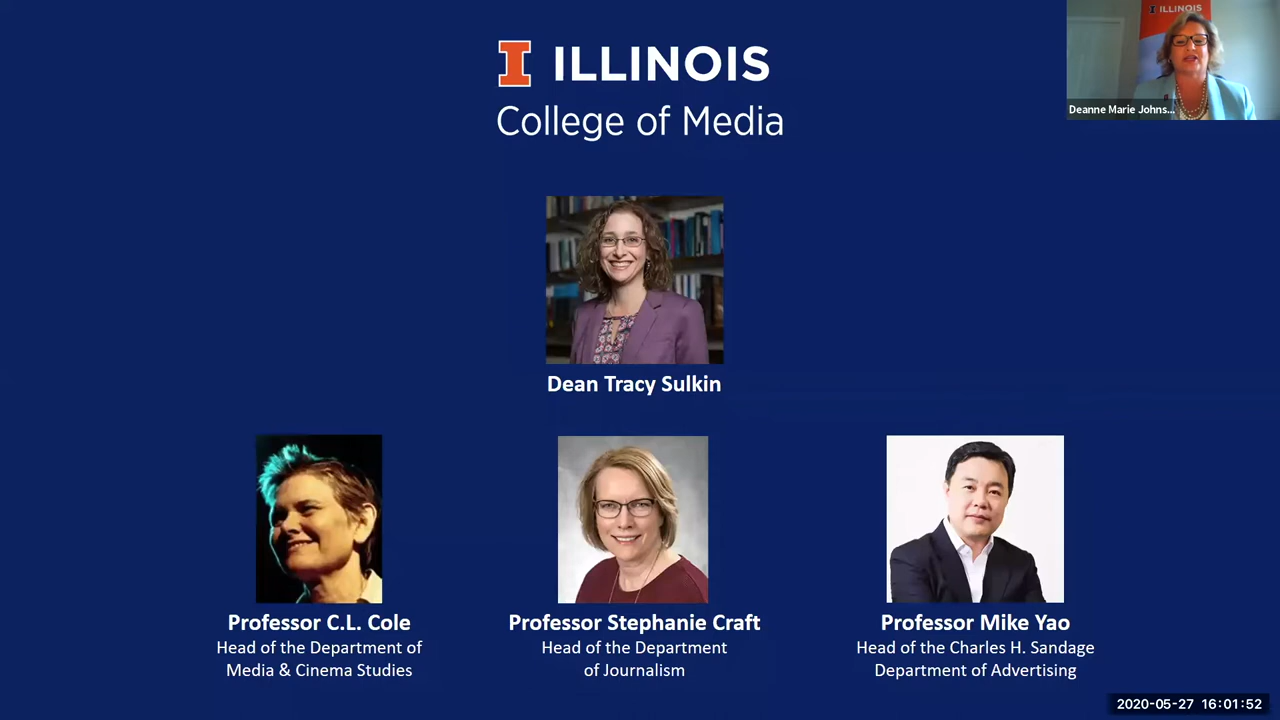 I ILLINOIS
College of Media
ILLINOIS
Deanne Marie Johns...
Dean Tracy Sulkin
Professor C.L. Cole
Head of the Department of
Media & Cinema Studies
Professor Stephanie Craft
Head of the Department
of Journalism
Professor Mike Yao
Head of the Charles H. Sandage
Department of Advertising
2020-05-27 16:01:52